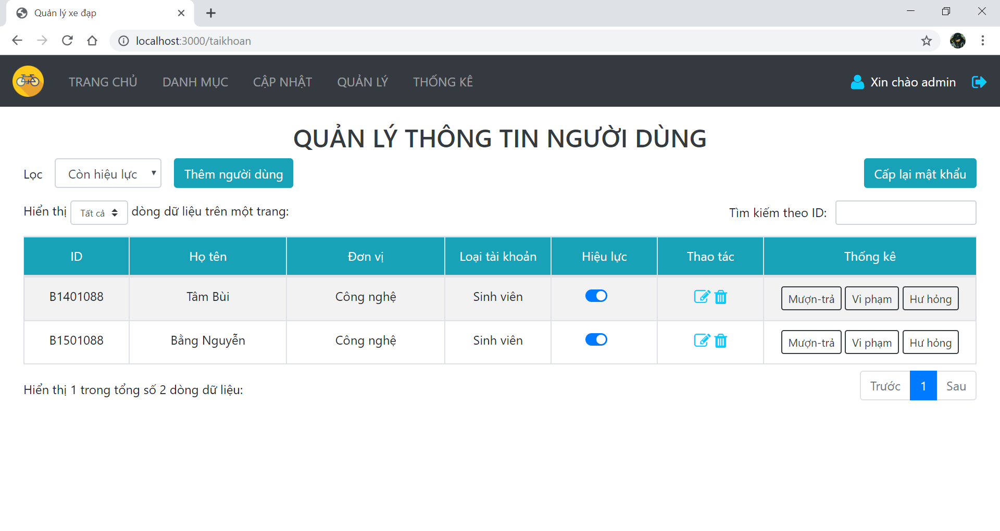 Quản lý xe đạp
localhost:3000/taikhoan
TRANG CHỦ DANH MỤC CẬP NHẬT QUẢN LÝ THỐNG KÊ Xin chào admin
QUẢN LÝ THÔNG TIN NGƯỜI DÙNG
Lọc Còn hiệu lực Thêm người dùng Cấp lại mật khẩu
Hiển thị Tất cả dòng dữ liệu trên một trang: Tìm kiếm theo ID:
ID Họ tên Đơn vị Loại tài khoản Hiệu lực Thao tác Thống kê
B1401088 Tâm Bùi Công nghệ Sinh viên Mượn-trả Vi phạm Hư hỏng
B1501088 Bằng Nguyễn Công nghệ Sinh viên Mượn-trả Vi phạm Hư hỏng
Hiển thị 1 trong tổng số 2 dòng dữ liệu: Trước 1 Sau